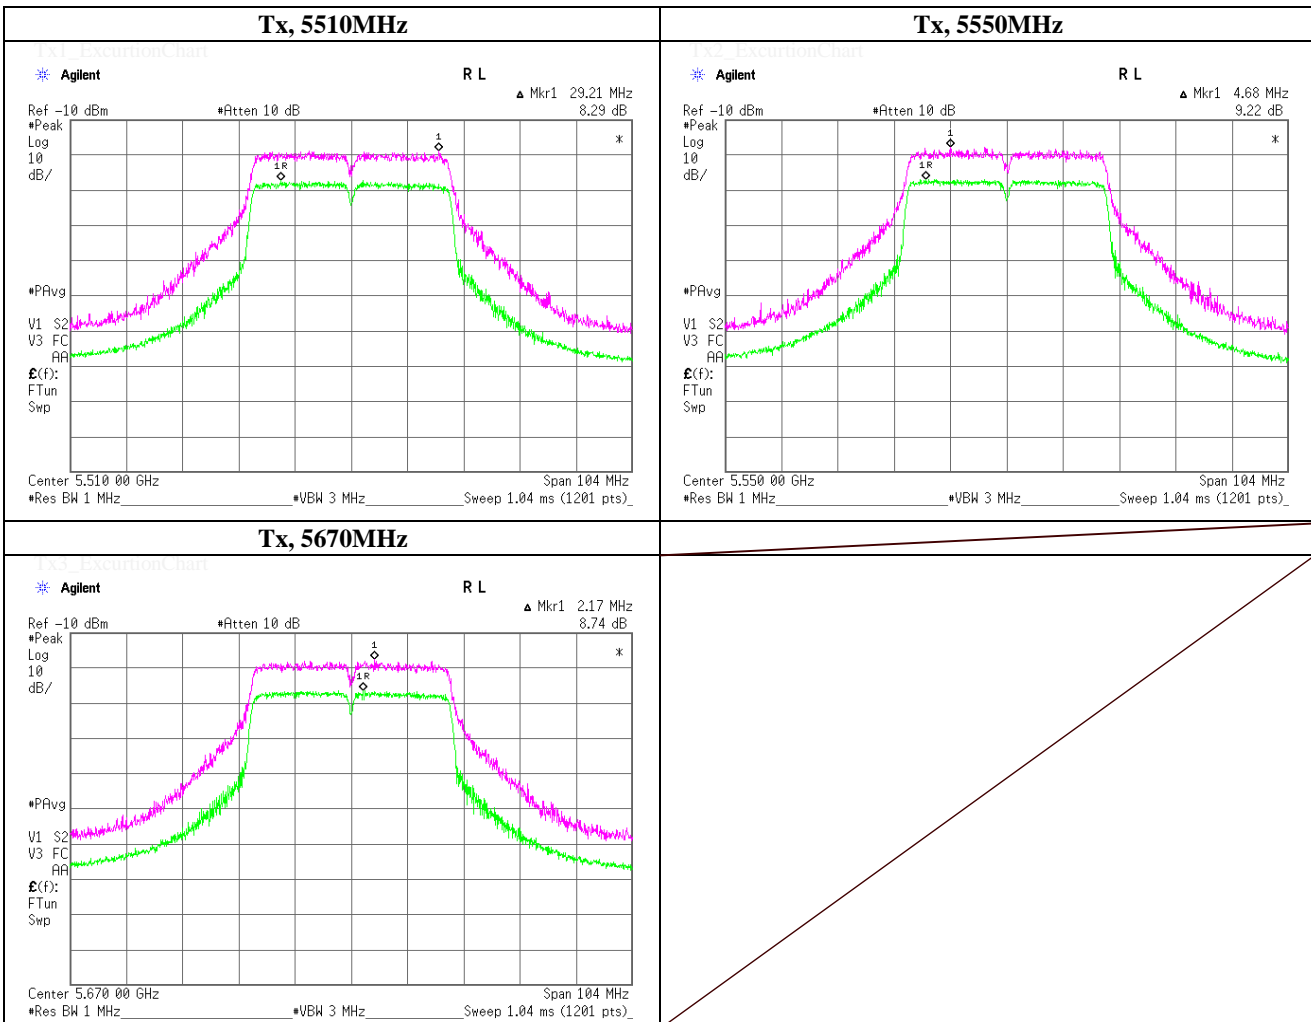 Tx, 5510MHz
Tx1_ExcurtionChart
Agilent
R L
Δ Mkr1 29.21 MHz
Ref -10 dBm #Atten 10 dB 8.29 dB
#Peak
Log
10
dB/
1
1R
*
#PAvg
V1 S2
V3 FC
AA
£(f):
FTun
Swp
Center 5.510 00 GHz Span 104 MHz
#Res BW 1 MHz #VBW 3 MHz Sweep 1.04 ms (1201 pts)
Tx, 5550MHz
Tx2_ExcurtionChart
Agilent
R L
Δ Mkr1 4.68 MHz
Ref -10 dBm #Atten 10 dB 9.22 dB
#Peak
Log
10
dB/
1
1R
*
#PAvg
V1 S2
V3 FC
AA
£(f):
FTun
Swp
Center 5.550 00 GHz Span 104 MHz
#Res BW 1 MHz #VBW 3 MHz Sweep 1.04 ms (1201 pts)
Tx, 5670MHz
Tx3_ExcurtionChart
Agilent
R L
Δ Mkr1 2.17 MHz
Ref -10 dBm #Atten 10 dB 8.74 dB
#Peak
Log
10
dB/
1
1R
*
#PAvg
V1 S2
V3 FC
AA
£(f):
FTun
Swp
Center 5.670 00 GHz Span 104 MHz
#Res BW 1 MHz #VBW 3 MHz Sweep 1.04 ms (1201 pts)